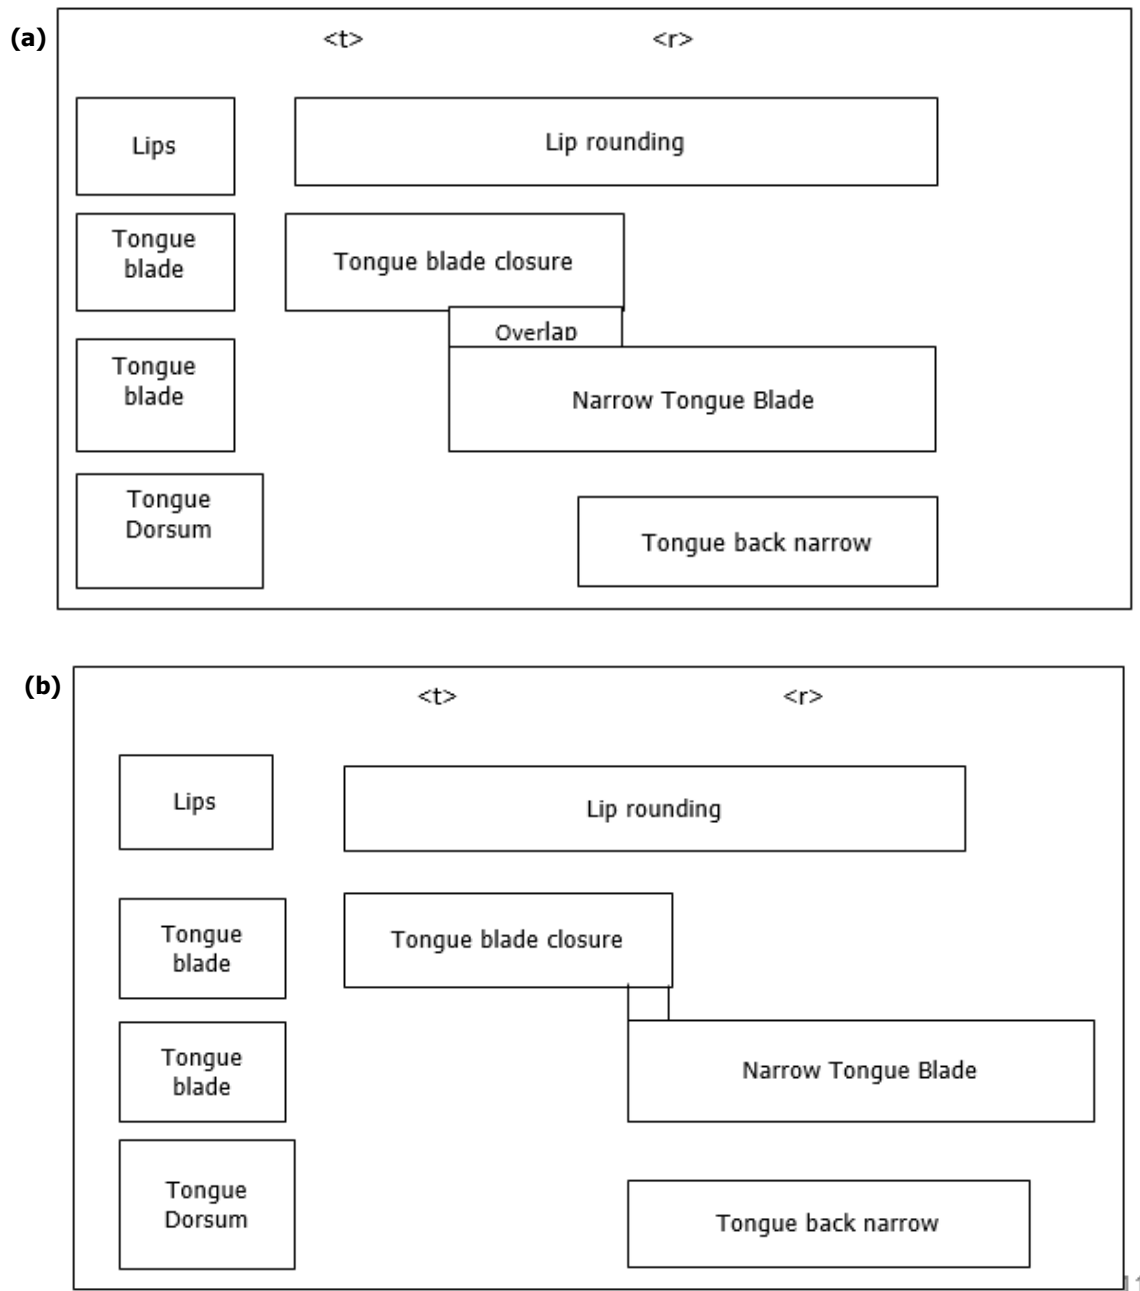 (a)
<t> <r>
Lips
Lip rounding
Tongue
blade
Tongue blade closure
Overlap
Tongue
blade
Narrow Tongue Blade
Tongue
Dorsum
Tongue back narrow
(b)
<t> <r>
Lips
Lip rounding
Tongue
blade
Tongue blade closure
Tongue
blade
Narrow Tongue Blade
Tongue
Dorsum
Tongue back narrow